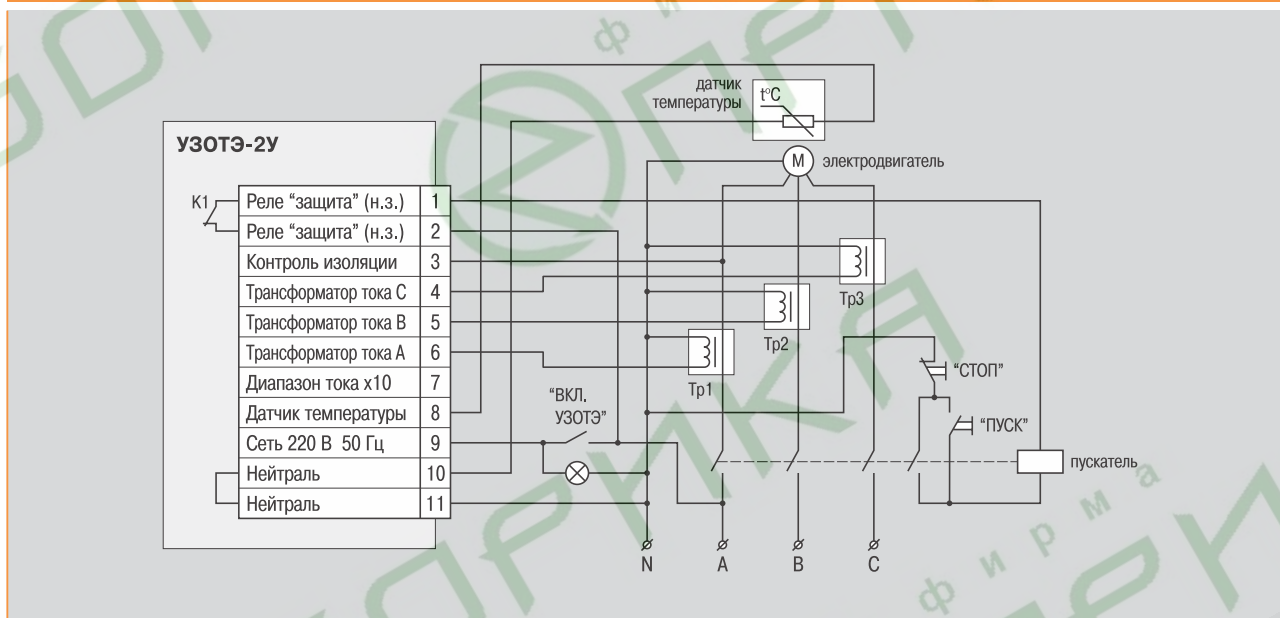 УЗОТЭ-2У
K1
Реле “защита” (н.з.) 1
Реле “защита” (н.з.) 2
Контроль изоляции 3
Трансформатор тока С 4
Трансформатор тока В 5
Трансформатор тока А 6
Диапазон тока х10 7
Датчик температуры 8
Сеть 220 В 50 Гц 9
Нейтраль 10
Нейтраль 11
датчик
температуры
t°C
М
электродвигатель
Тр3
Тр2
Тр1
“ВКЛ.
УЗОТЭ”
“СТОП”
“ПУСК”
пускатель
N
A
B
C
фирма